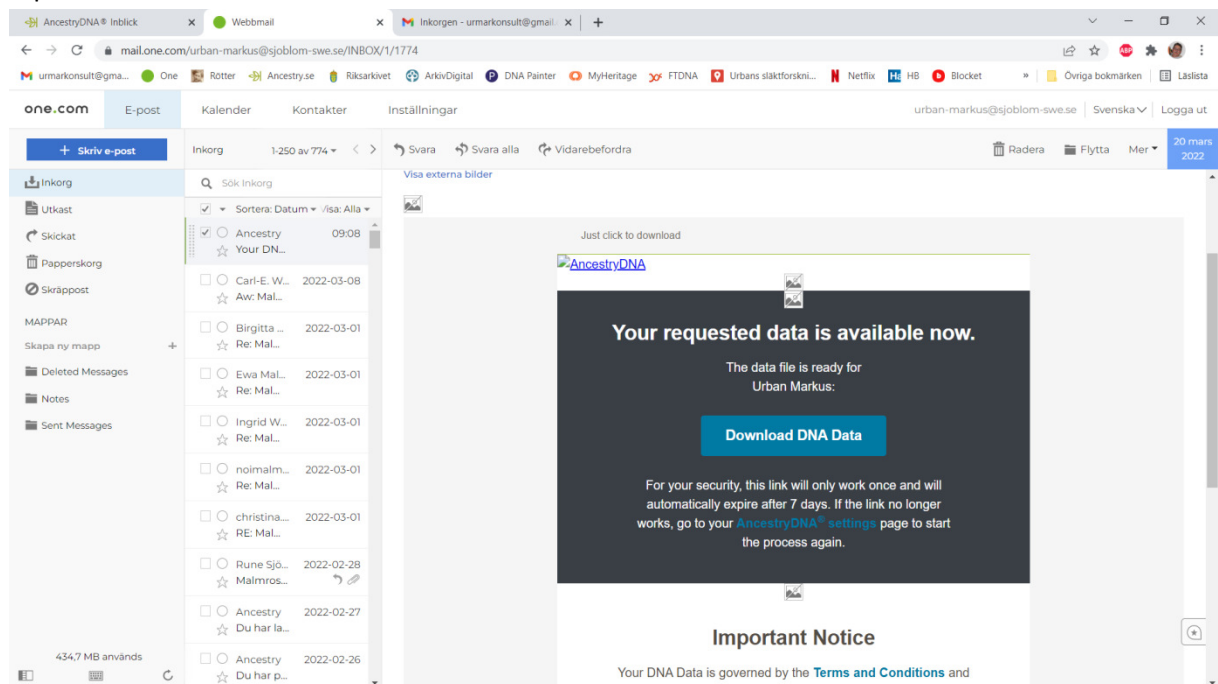 AncestryDNA® Inblick
Webbmail
Inkorgen - urmarkonsult@gmail.
mail.one.com/urban-markus@sjoblom-swe.se/INBOX/1/1774
urmarkonsult@gma...
One
Rötter
Ancestry.se
Riksarkivet
ArkivDigital
DNA Painter
MyHeritage
FTDNA
Urbans släktforskni...
Netflix
HB
Blocket
»
Övriga bokmärken
Läslista
one.com
E-post
Kalender
Kontakter
Inställningar
urban-markus@sjoblom-swe.se
Svenska
Logga ut
+ Skriv e-post
Inkorg
1-250 av 774
Svara
Svara alla
Vidarebefordra
Radera
Flytta
Mer
20 mars
2022
Inkorg
Utkast
Skickat
Papperskorg
Skräppost
MAPPAR
Skapa ny mapp +
Deleted Messages
Notes
Sent Messages
434,7 MB används
Sök Inkorg
Sortera: Datum
/isa: Alla
Ancestry 09:08
Your DN...
Carl-E. W... 2022-03-08
Aw: Mal...
Birgitta ... 2022-03-01
Re: Mal...
Ewa Mal... 2022-03-01
Re: Mal...
Ingrid W... 2022-03-01
Re: Mal...
noimalm... 2022-03-01
Re: Mal...
christina.... 2022-03-01
RE: Mal...
Rune Sjö... 2022-02-28
Malmros...
Ancestry 2022-02-27
Du har la...
Ancestry 2022-02-26
Du har p...
Visa externa bilder
Just click to download
AncestryDNA
Your requested data is available now.
The data file is ready for
Urban Markus:
Download DNA Data
For your security, this link will only work once and will
automatically expire after 7 days. If the link no longer
works, go to your AncestryDNA® settings page to start
the process again.
Important Notice
Your DNA Data is governed by the Terms and Conditions and